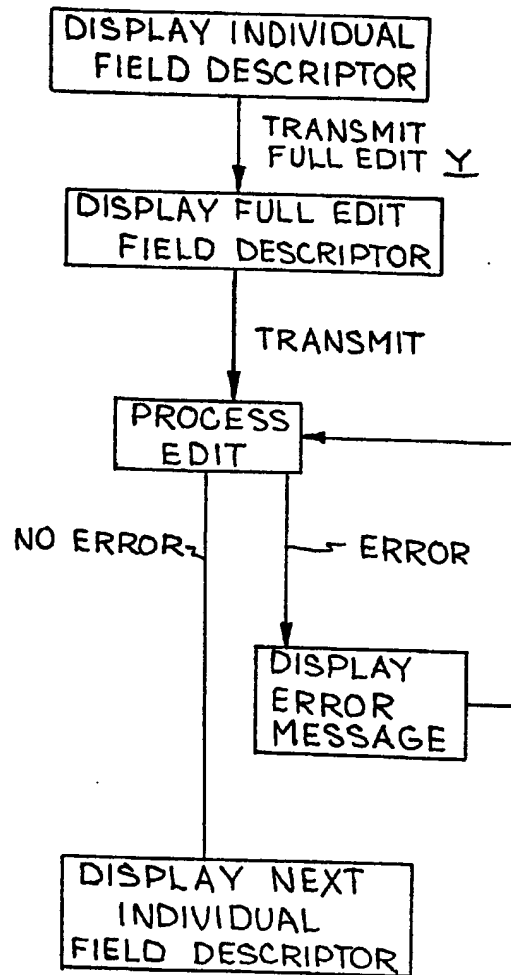 DISPLAY INDIVIDUAL
FIELD DESCRIPTOR
TRANSMIT
FULL EDIT Y
DISPLAY FULL EDIT
FIELD DESCRIPTOR
TRANSMIT
PROCESS
EDIT
NO ERROR
ERROR
DISPLAY
ERROR
MESSAGE
DISPLAY NEXT
INDIVIDUAL
FIELD DESCRIPTOR